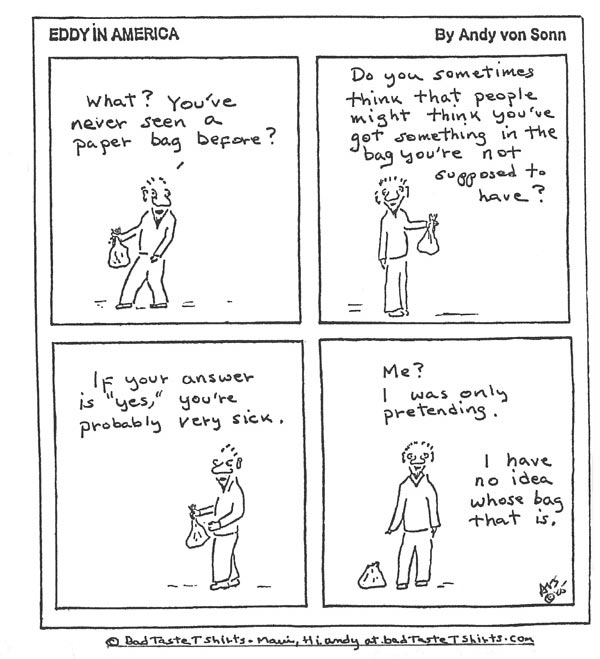 EDDY IN AMERICA
By Andy von Sonn
What? You've
never seen a
paper bag before?
Do you sometimes
think that people
might think you've
got something in the
bag you're not
supposed to
have?
If your answer
is "yes," you're
probably very sick.
Me?
I was only
pretending.
I have
no idea
whose bag
that is.
AVS
©
© BadTasteTShirts - Maui, Hi. andy at badTasteTShirts.com